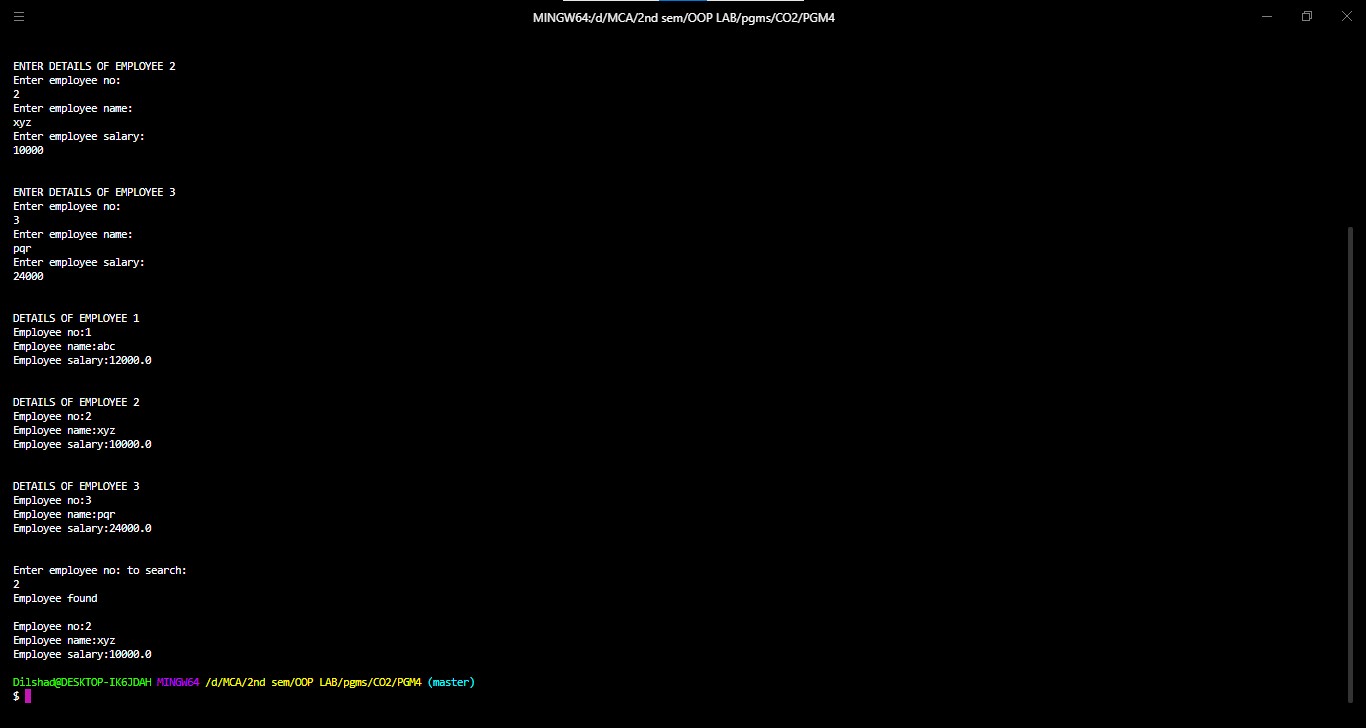 MINGW64:/d/MCA/2nd sem/OOP LAB/pgms/CO2/PGM4
ENTER DETAILS OF EMPLOYEE 2
Enter employee no:
2
Enter employee name:
xyz
Enter employee salary:
10000
ENTER DETAILS OF EMPLOYEE 3
Enter employee no:
3
Enter employee name:
pqr
Enter employee salary:
24000
DETAILS OF EMPLOYEE 1
Employee no:1
Employee name:abc
Employee salary:12000.0
DETAILS OF EMPLOYEE 2
Employee no:2
Employee name:xyz
Employee salary:10000.0
DETAILS OF EMPLOYEE 3
Employee no:3
Employee name:pqr
Employee salary:24000.0
Enter employee no: to search:
2
Employee found
Employee no:2
Employee name:xyz
Employee salary:10000.0
Dilshad@DESKTOP-IK6JDAH MINGW64 /d/MCA/2nd sem/OOP LAB/pgms/CO2/PGM4 (master)
$